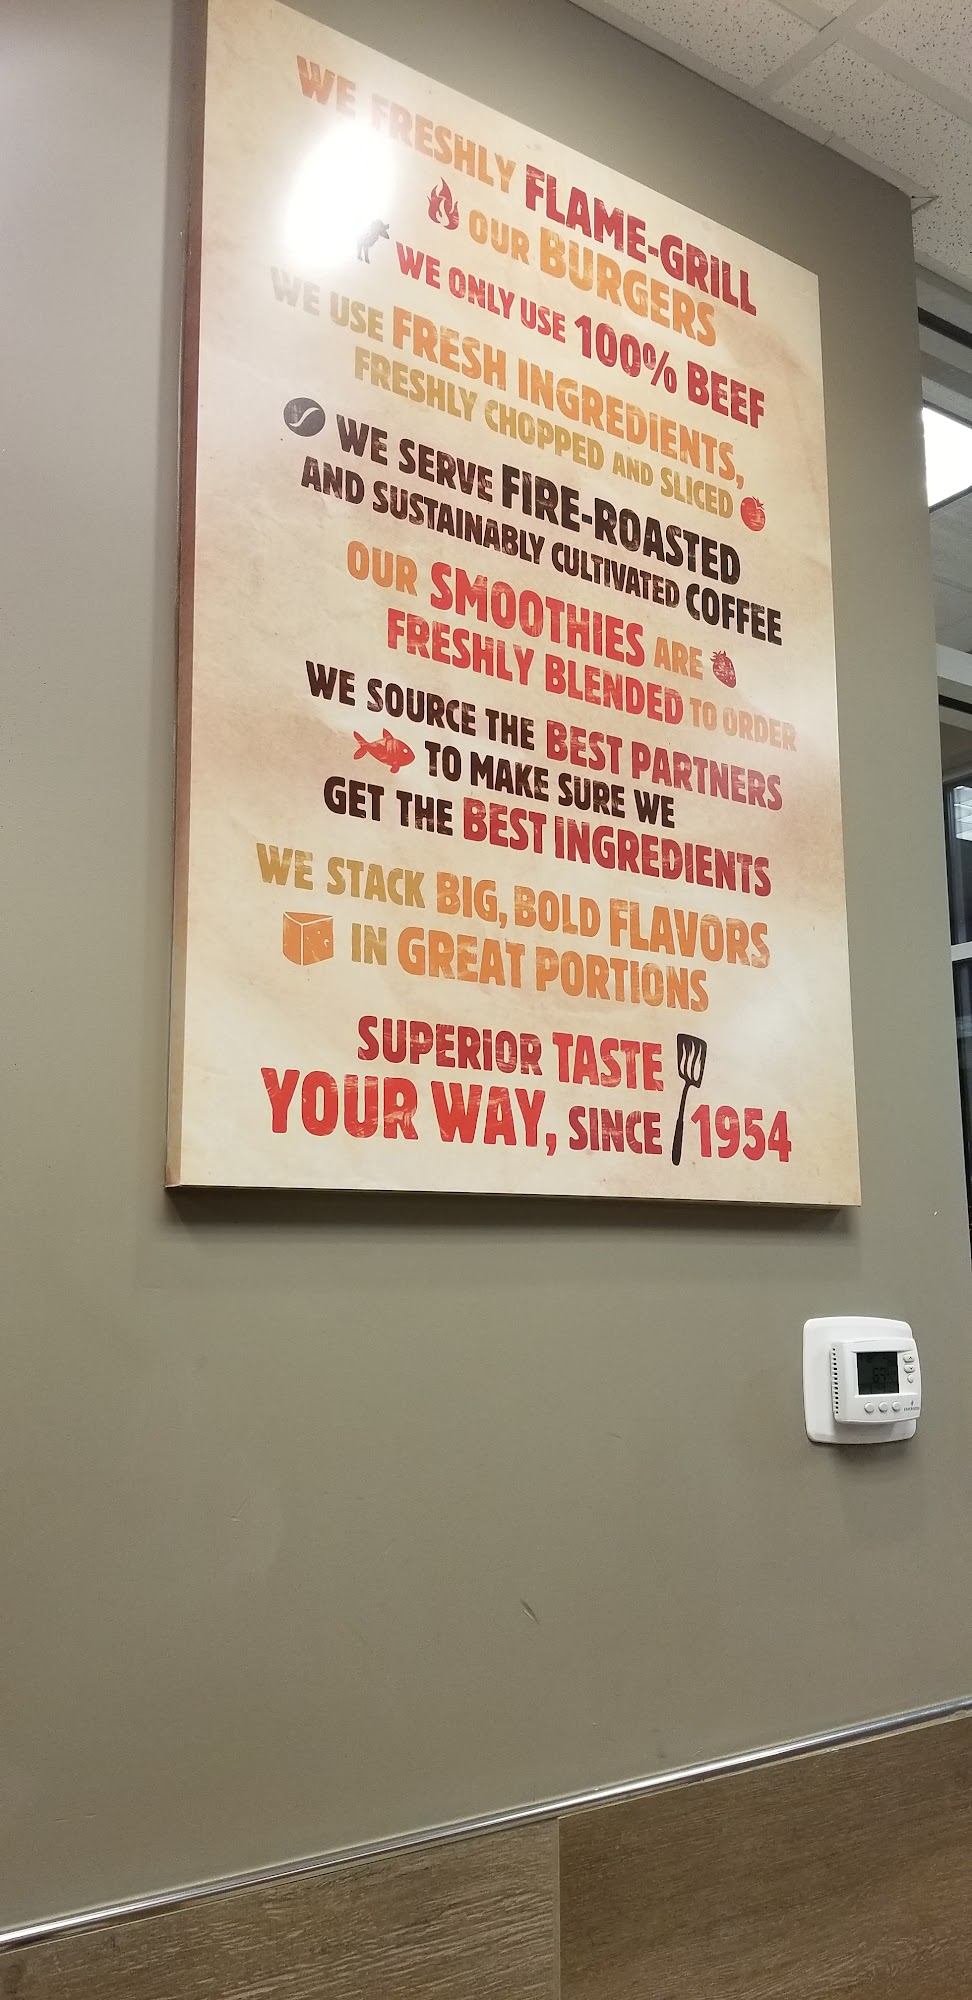 WE FRESHLY FLAME-GRILL
OUR BURGERS
WE ONLY USE 100% BEEF
WE USE FRESH INGREDIENTS,
FRESHLY CHOPPED AND SLICED
WE SERVE FIRE-ROASTED
AND SUSTAINABLY CULTIVATED COFFEE
OUR SMOOTHIES ARE
FRESHLY BLENDED TO ORDER
WE SOURCE THE BEST PARTNERS
TO MAKE SURE WE
GET THE BEST INGREDIENTS
WE STACK BIG, BOLD FLAVORS
IN GREAT PORTIONS
SUPERIOR TASTE
YOUR WAY, SINCE 1954